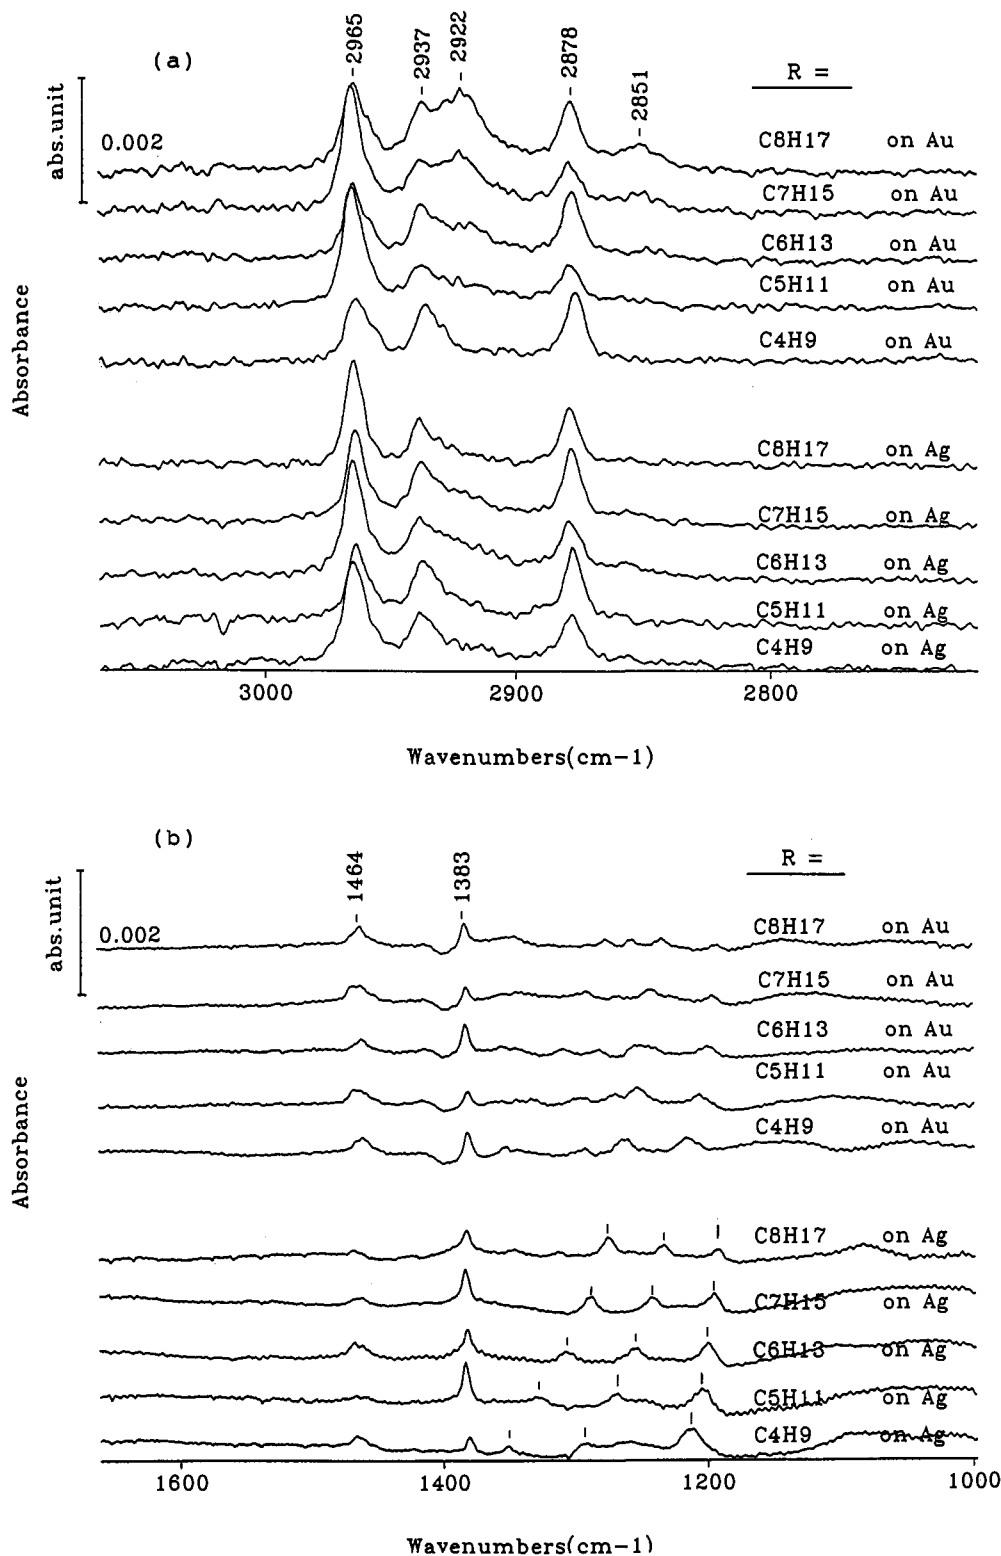 (a)
2965
2937
2922
2878
2851
R =
abs.unit
0.002
C8H17 on Au
C7H15 on Au
C6H13 on Au
C5H11 on Au
C4H9 on Au
Absorbance
C8H17 on Ag
C7H15 on Ag
C6H13 on Ag
C5H11 on Ag
C4H9 on Ag
3000 2900 2800
Wavenumbers(cm-1)
(b)
1464
1383
R =
abs.unit
0.002
C8H17 on Au
C7H15 on Au
C6H13 on Au
C5H11 on Au
C4H9 on Au
Absorbance
C8H17 on Ag
C7H15 on Ag
C6H13 on Ag
C5H11 on Ag
C4H9 on Ag
1600 1400 1200 1000
Wavenumbers(cm-1)